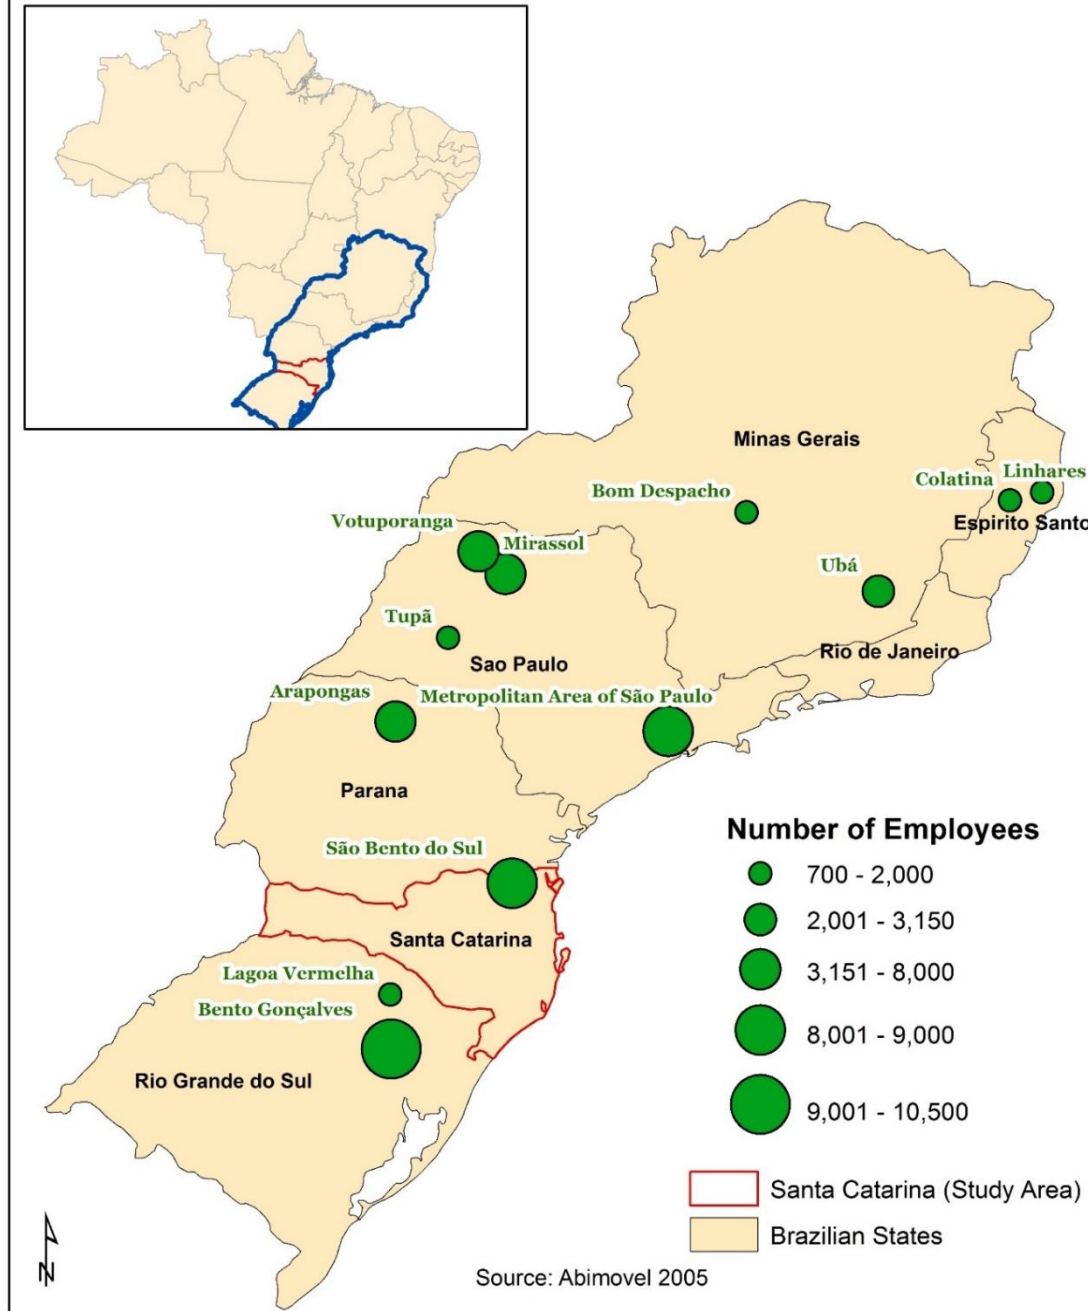 Minas Gerais
Linhares
Colatina
Bom Despacho
Espirito Santo
Votuporanga
Mirassol
Ubá
Tupã
Rio de Janeiro
Sao Paulo
Arapongas
Metropolitan Area of São Paulo
Parana
São Bento do Sul
Santa Catarina
Lagoa Vermelha
Bento Gonçalves
Rio Grande do Sul
Number of Employees
700 - 2,000
2,001 - 3,150
3,151 - 8,000
8,001 - 9,000
9,001 - 10,500
Santa Catarina (Study Area)
Brazilian States
N
Source: Abimovel 2005